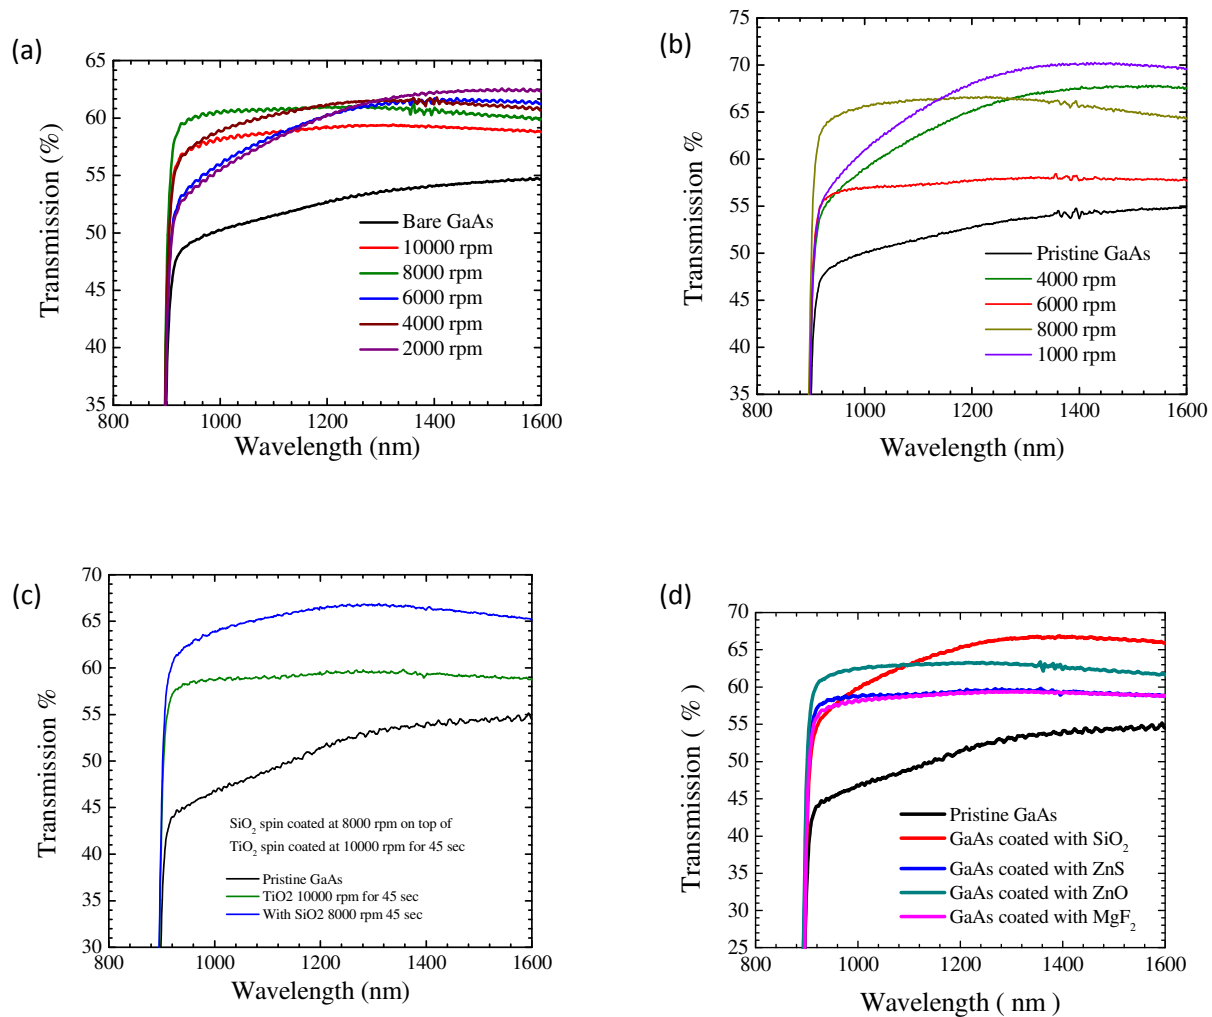 (a)
65
60
55
50
45
40
35
800
1000
1200
1400
1600
Transmission (%)
Wavelength (nm)
Bare GaAs
10000 rpm
8000 rpm
6000 rpm
4000 rpm
2000 rpm
(b)
75
70
65
60
55
50
45
40
35
800
1000
1200
1400
1600
Transmission %
Wavelength (nm)
Pristine GaAs
4000 rpm
6000 rpm
8000 rpm
1000 rpm
(c)
70
65
60
55
50
45
40
35
30
800
1000
1200
1400
1600
Transmission %
Wavelength (nm)
SiO₂ spin coated at 8000 rpm on top of
TiO₂ spin coated at 10000 rpm for 45 sec
Pristine GaAs
TiO2 10000 rpm for 45 sec
With SiO2 8000 rpm 45 sec
(d)
70
65
60
55
50
45
40
35
30
25
800
1000
1200
1400
1600
Transmission ( %)
Wavelength ( nm )
Pristine GaAs
GaAs coated with SiO₂
GaAs coated with ZnS
GaAs coated with ZnO
GaAs coated with MgF₂